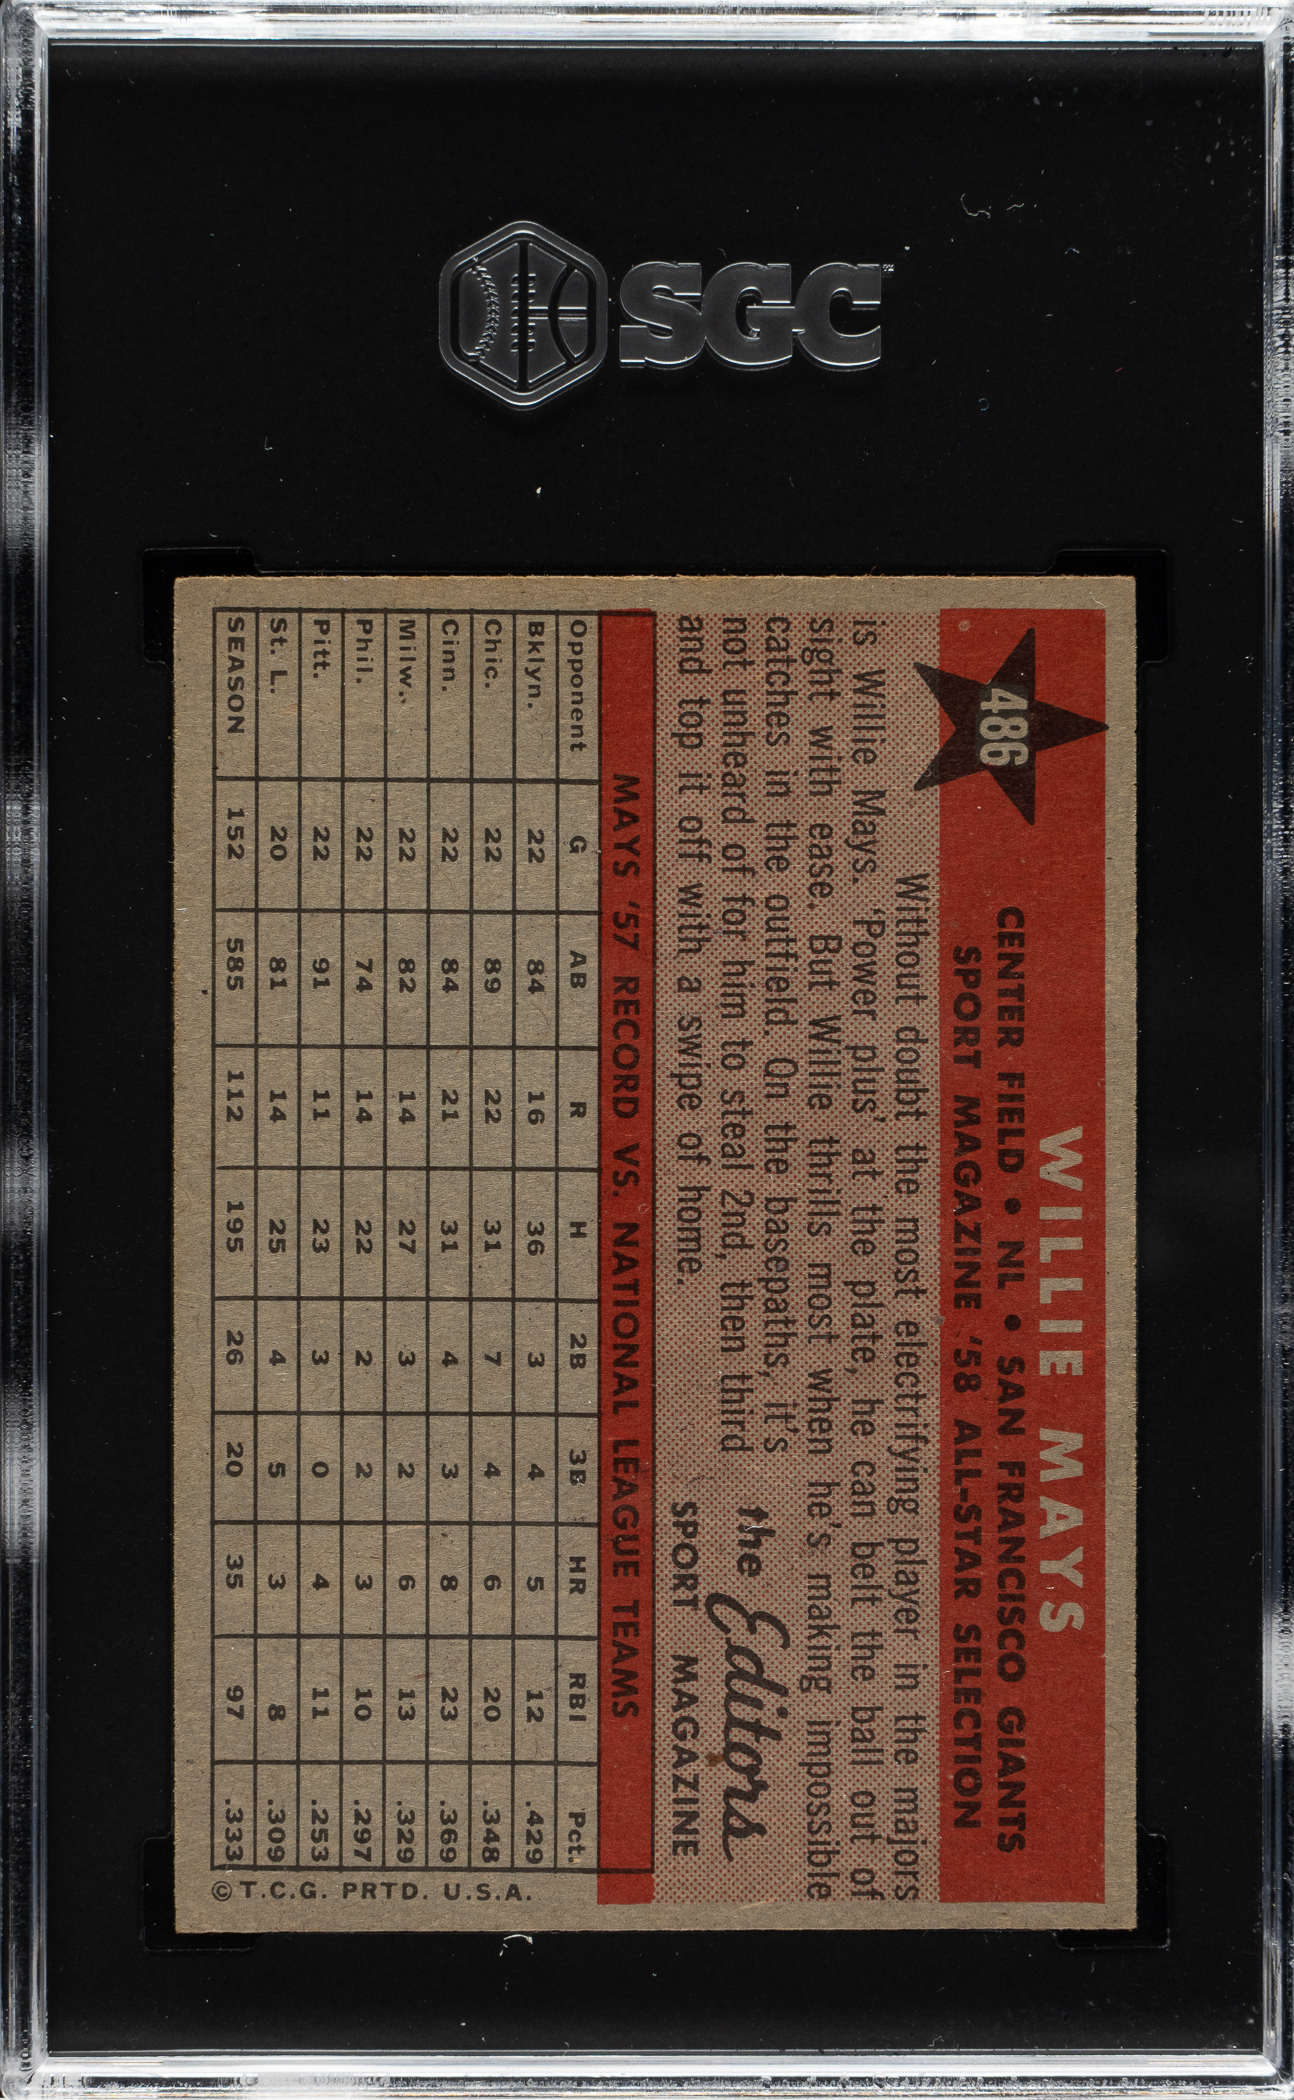 SGC
486
WILLIE MAYS
CENTER FIELD • NL • SAN FRANCISCO GIANTS
SPORT MAGAZINE '58 ALL-STAR SELECTION
Without doubt the most electrifying player in the majors
is Willie Mays. 'Power plus' at the plate, he can belt the ball out of
sight with ease. But Willie thrills most when he's making impossible
catches in the outfield. On the basepaths, it's
not unheard of for him to steal 2nd, then third
and top it off with a swipe of home.
the Editors
SPORT MAGAZINE
MAYS '57 RECORD VS. NATIONAL LEAGUE TEAMS
Opponent G AB R H 2B 3B HR RBI Pct.
Bklyn. 22 84 16 36 3 4 5 12 .429
Chic. 22 89 22 31 7 4 6 20 .348
Cinn. 22 84 21 31 4 3 8 23 .369
Milw. 22 82 14 27 3 2 6 13 .329
Phil. 22 74 14 22 2 2 3 10 .297
Pitt. 22 91 11 23 3 0 4 11 .253
St. L. 20 81 14 25 4 5 3 8 .309
SEASON 152 585 112 195 26 20 35 97 .333
© T.C.G. PRTD. U.S.A.